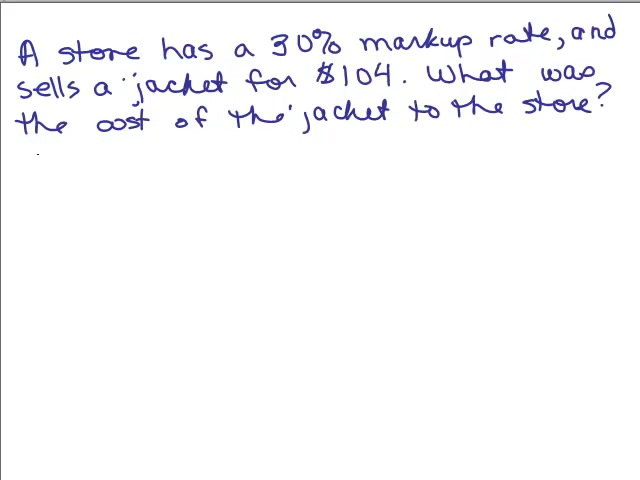 A store has a 30% markup rate, and
sells a jacket for $104. What was
the cost of the jacket to the store?